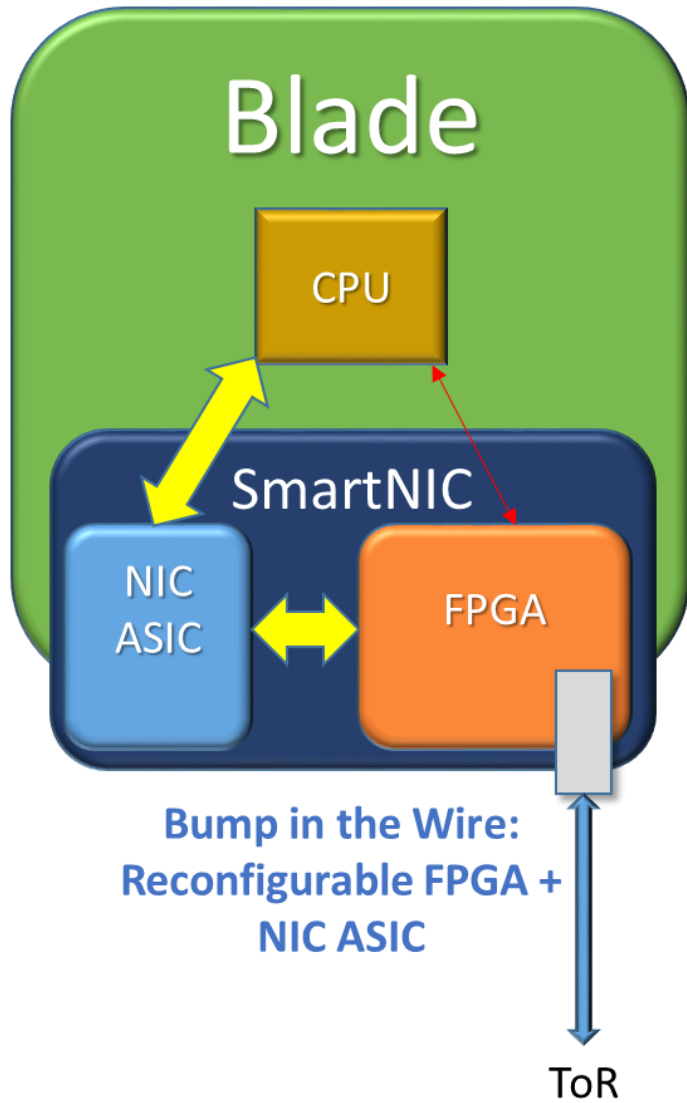 Blade
CPU
SmartNIC
NIC
ASIC
FPGA
Bump in the Wire:
Reconfigurable FPGA +
NIC ASIC
ToR